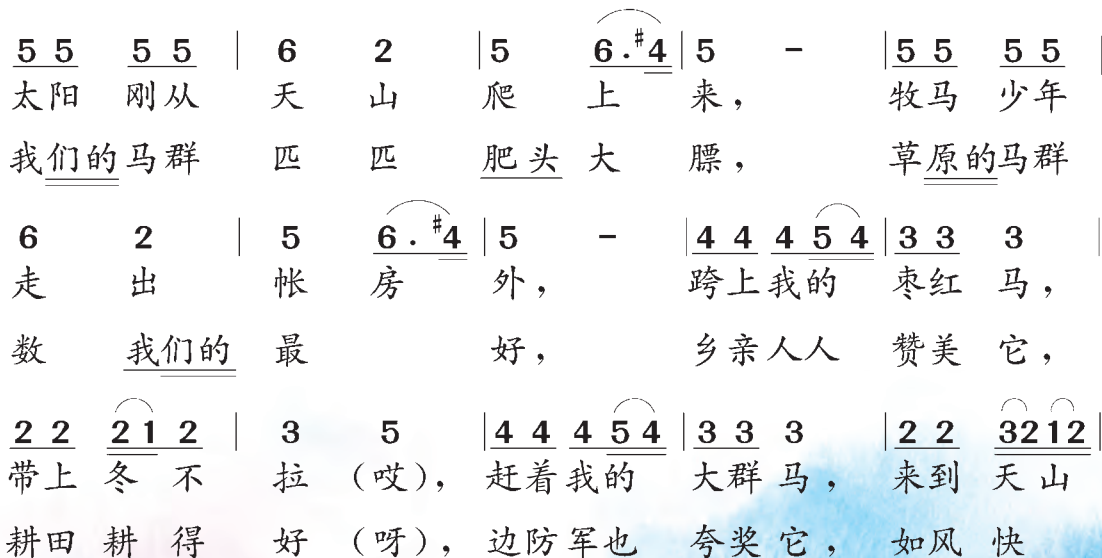 5 5 5 5 | 6 2 | 5 6·#4 | 5 - | 5 5 5 5 |
太阳 刚从 天 山 爬 上 来， 牧马 少年
我们的马群 匹 匹 肥头 大 膘， 草原的马群
6 2 | 5 6·#4 | 5 - | 4 4 4 5 4 | 3 3 3 |
走 出 帐 房 外， 跨上我的 枣红 马，
数 我们的 最 好， 乡亲人人 赞美 它，
2 2 2 1 2 | 3 5 | 4 4 4 5 4 | 3 3 3 | 2 2 3212 |
带上 冬 不 拉 （哎）， 赶着我的 大群马， 来到 天山
耕田 耕 得 好 （呀）， 边防军也 夸奖它， 如风 快